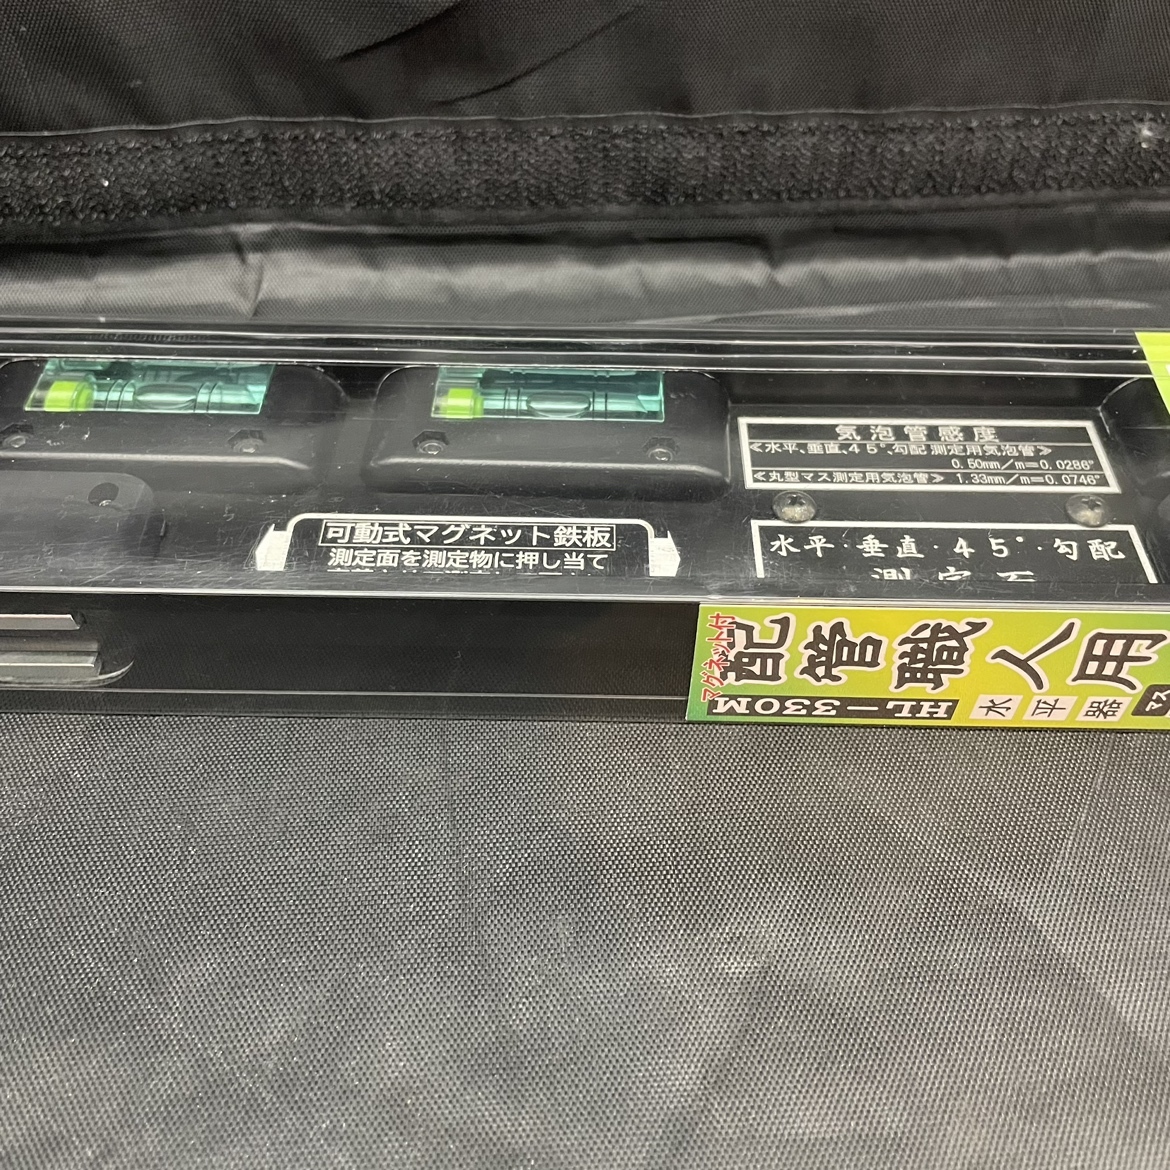 気泡管感度
≪水平、垂直、45°、勾配 測定用気泡管≫
0.50mm/m=0.0286°
≪丸型マス測定用気泡管≫ 1.33mm/m=0.0746°
可動式マグネット鉄板
測定面を測定物に押し当て
水平・垂直・45°・勾配
マグネット付
配管職人用
HL-330M
水平器
マス